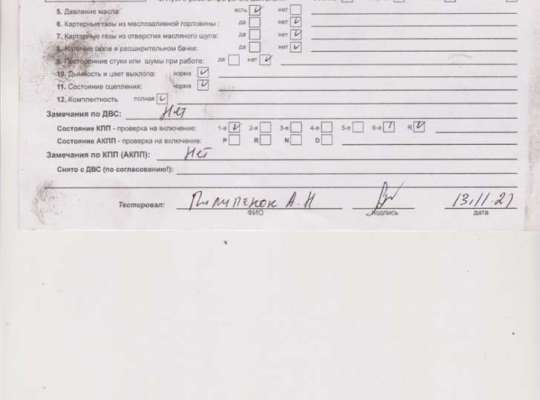 5. Давление масла: есть V нет
6. Картерные газы из маслозаливной горловины : да нет V
7. Картерные газы из отверстия масляного щупа: да нет V
8. Наличие масла в расширительном бачке: да нет V
9. Посторонние стуки или шумы при работе: да нет V
10. Дымность и цвет выхлопа: норма V
11. Состояние сцепления: норма V
12. Комплектность полная V
Замечания по ДВС: Нет
Состояние КПП - проверка на включение: 1-я V 2-я 3-я 4-я 5-я 6-я R V
Состояние АКПП - проверка на включение: P R N D
Замечания по КПП (АКПП): Нет
Снято с ДВС (по согласованию!):
Тестировал: Пилипенок А.Н 13.11.21
ФИО подпись дата